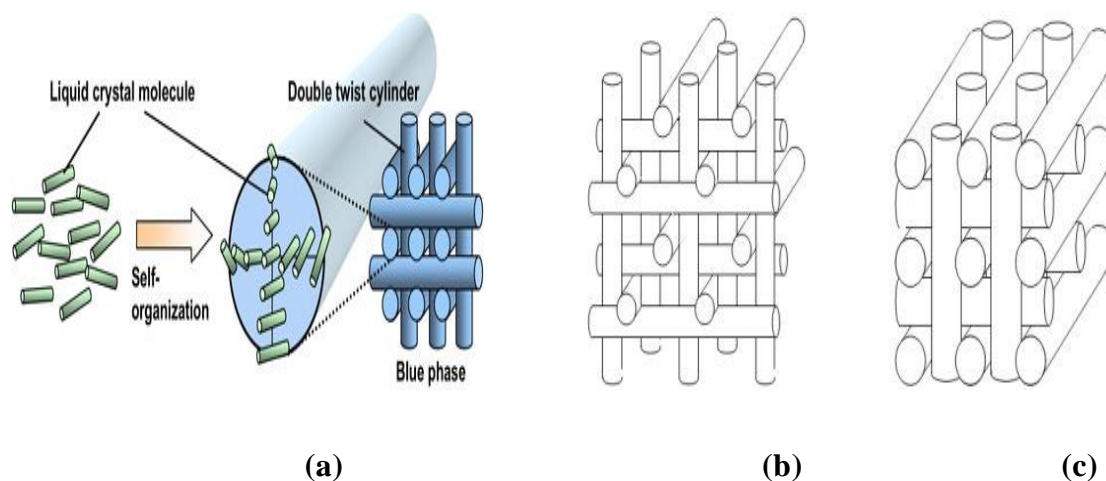 Liquid crystal molecule
Double twist cylinder
Self-
organization
Blue phase
(a)
(b)
(c)